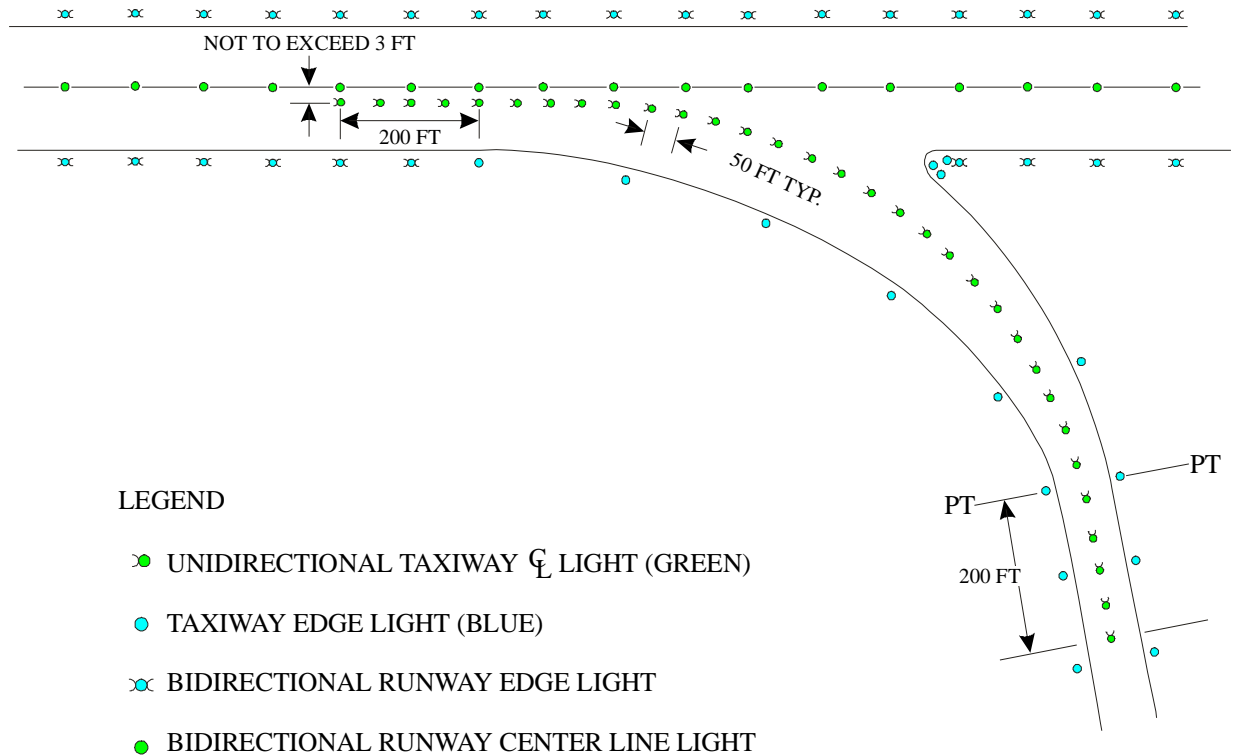 NOT TO EXCEED 3 FT
200 FT
50 FT TYP.
PT
PT
200 FT
LEGEND
UNIDIRECTIONAL TAXIWAY ℄ LIGHT (GREEN)
TAXIWAY EDGE LIGHT (BLUE)
BIDIRECTIONAL RUNWAY EDGE LIGHT
BIDIRECTIONAL RUNWAY CENTER LINE LIGHT